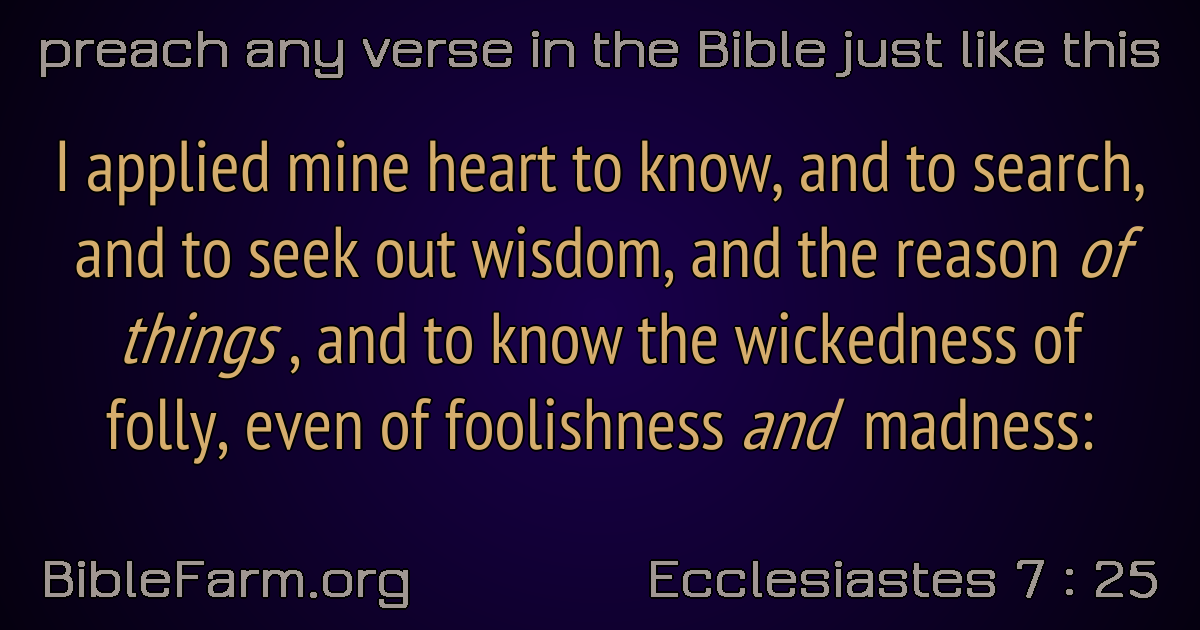 preach any verse in the Bible just like this
I applied mine heart to know, and to search,
and to seek out wisdom, and the reason of
things , and to know the wickedness of
folly, even of foolishness and madness:
BibleFarm.org
Ecclesiastes 7 : 25